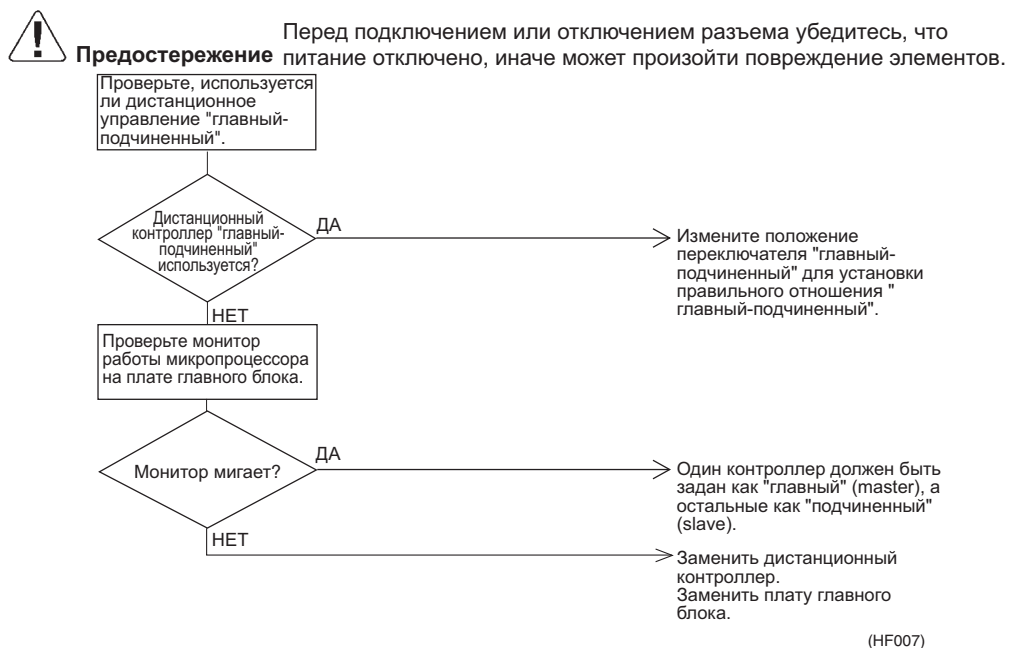 Перед подключением или отключением разъема убедитесь, что
Предостережение питание отключено, иначе может произойти повреждение элементов.
Проверьте, используется
ли дистанционное
управление "главный-
подчиненный".
Дистанционный
контроллер "главный-
подчиненный"
используется?
ДА
Измените положение
переключателя "главный-
подчиненный" для установки
правильного отношения "
главный-подчиненный".
НЕТ
Проверьте монитор
работы микропроцессора
на плате главного блока.
Монитор мигает?
ДА
Один контроллер должен быть
задан как "главный" (master), а
остальные как "подчиненный"
(slave).
НЕТ
Заменить дистанционный
контроллер.
Заменить плату главного
блока.
(HF007)